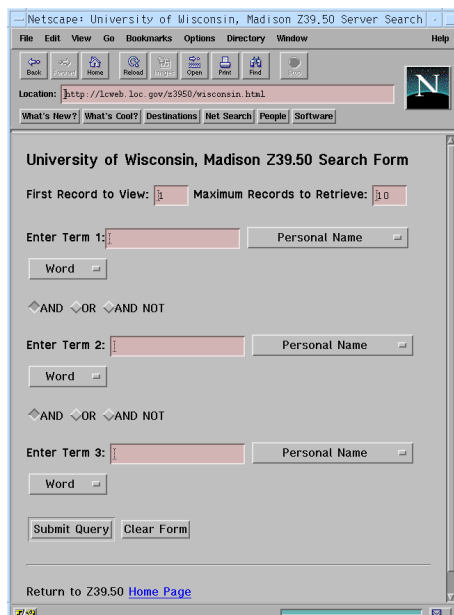 Netscape: University of Wisconsin, Madison Z39.50 Server Search
File Edit View Go Bookmarks Options Directory Window Help
Back Forward Home Reload Images Open Print Find Stop
N
Location: http://lcweb.loc.gov/z3950/wisconsin.html
What's New? What's Cool? Destinations Net Search People Software
University of Wisconsin, Madison Z39.50 Search Form
First Record to View: 1 Maximum Records to Retrieve: 10
Enter Term 1: Personal Name
Word
AND OR AND NOT
Enter Term 2: Personal Name
Word
AND OR AND NOT
Enter Term 3: Personal Name
Word
Submit Query Clear Form
Return to Z39.50 Home Page